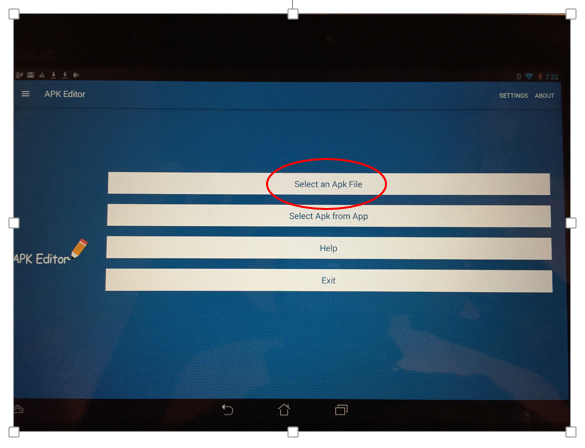 7:22
APK Editor
SETTINGS ABOUT
Select an Apk File
Select Apk from App
APK Editor
Help
Exit